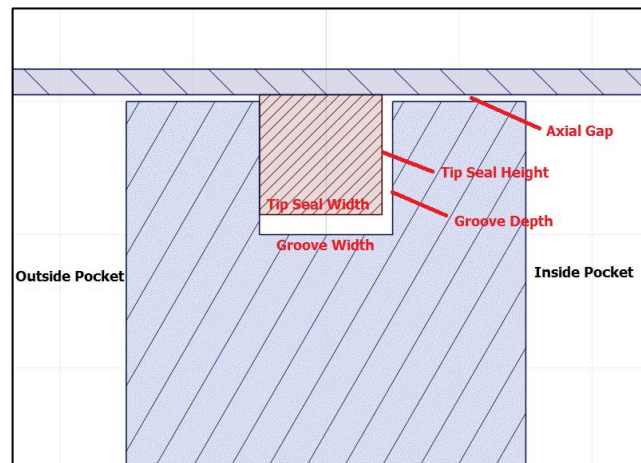 Axial Gap
Tip Seal Height
Tip Seal Width
Groove Depth
Groove Width
Outside Pocket
Inside Pocket